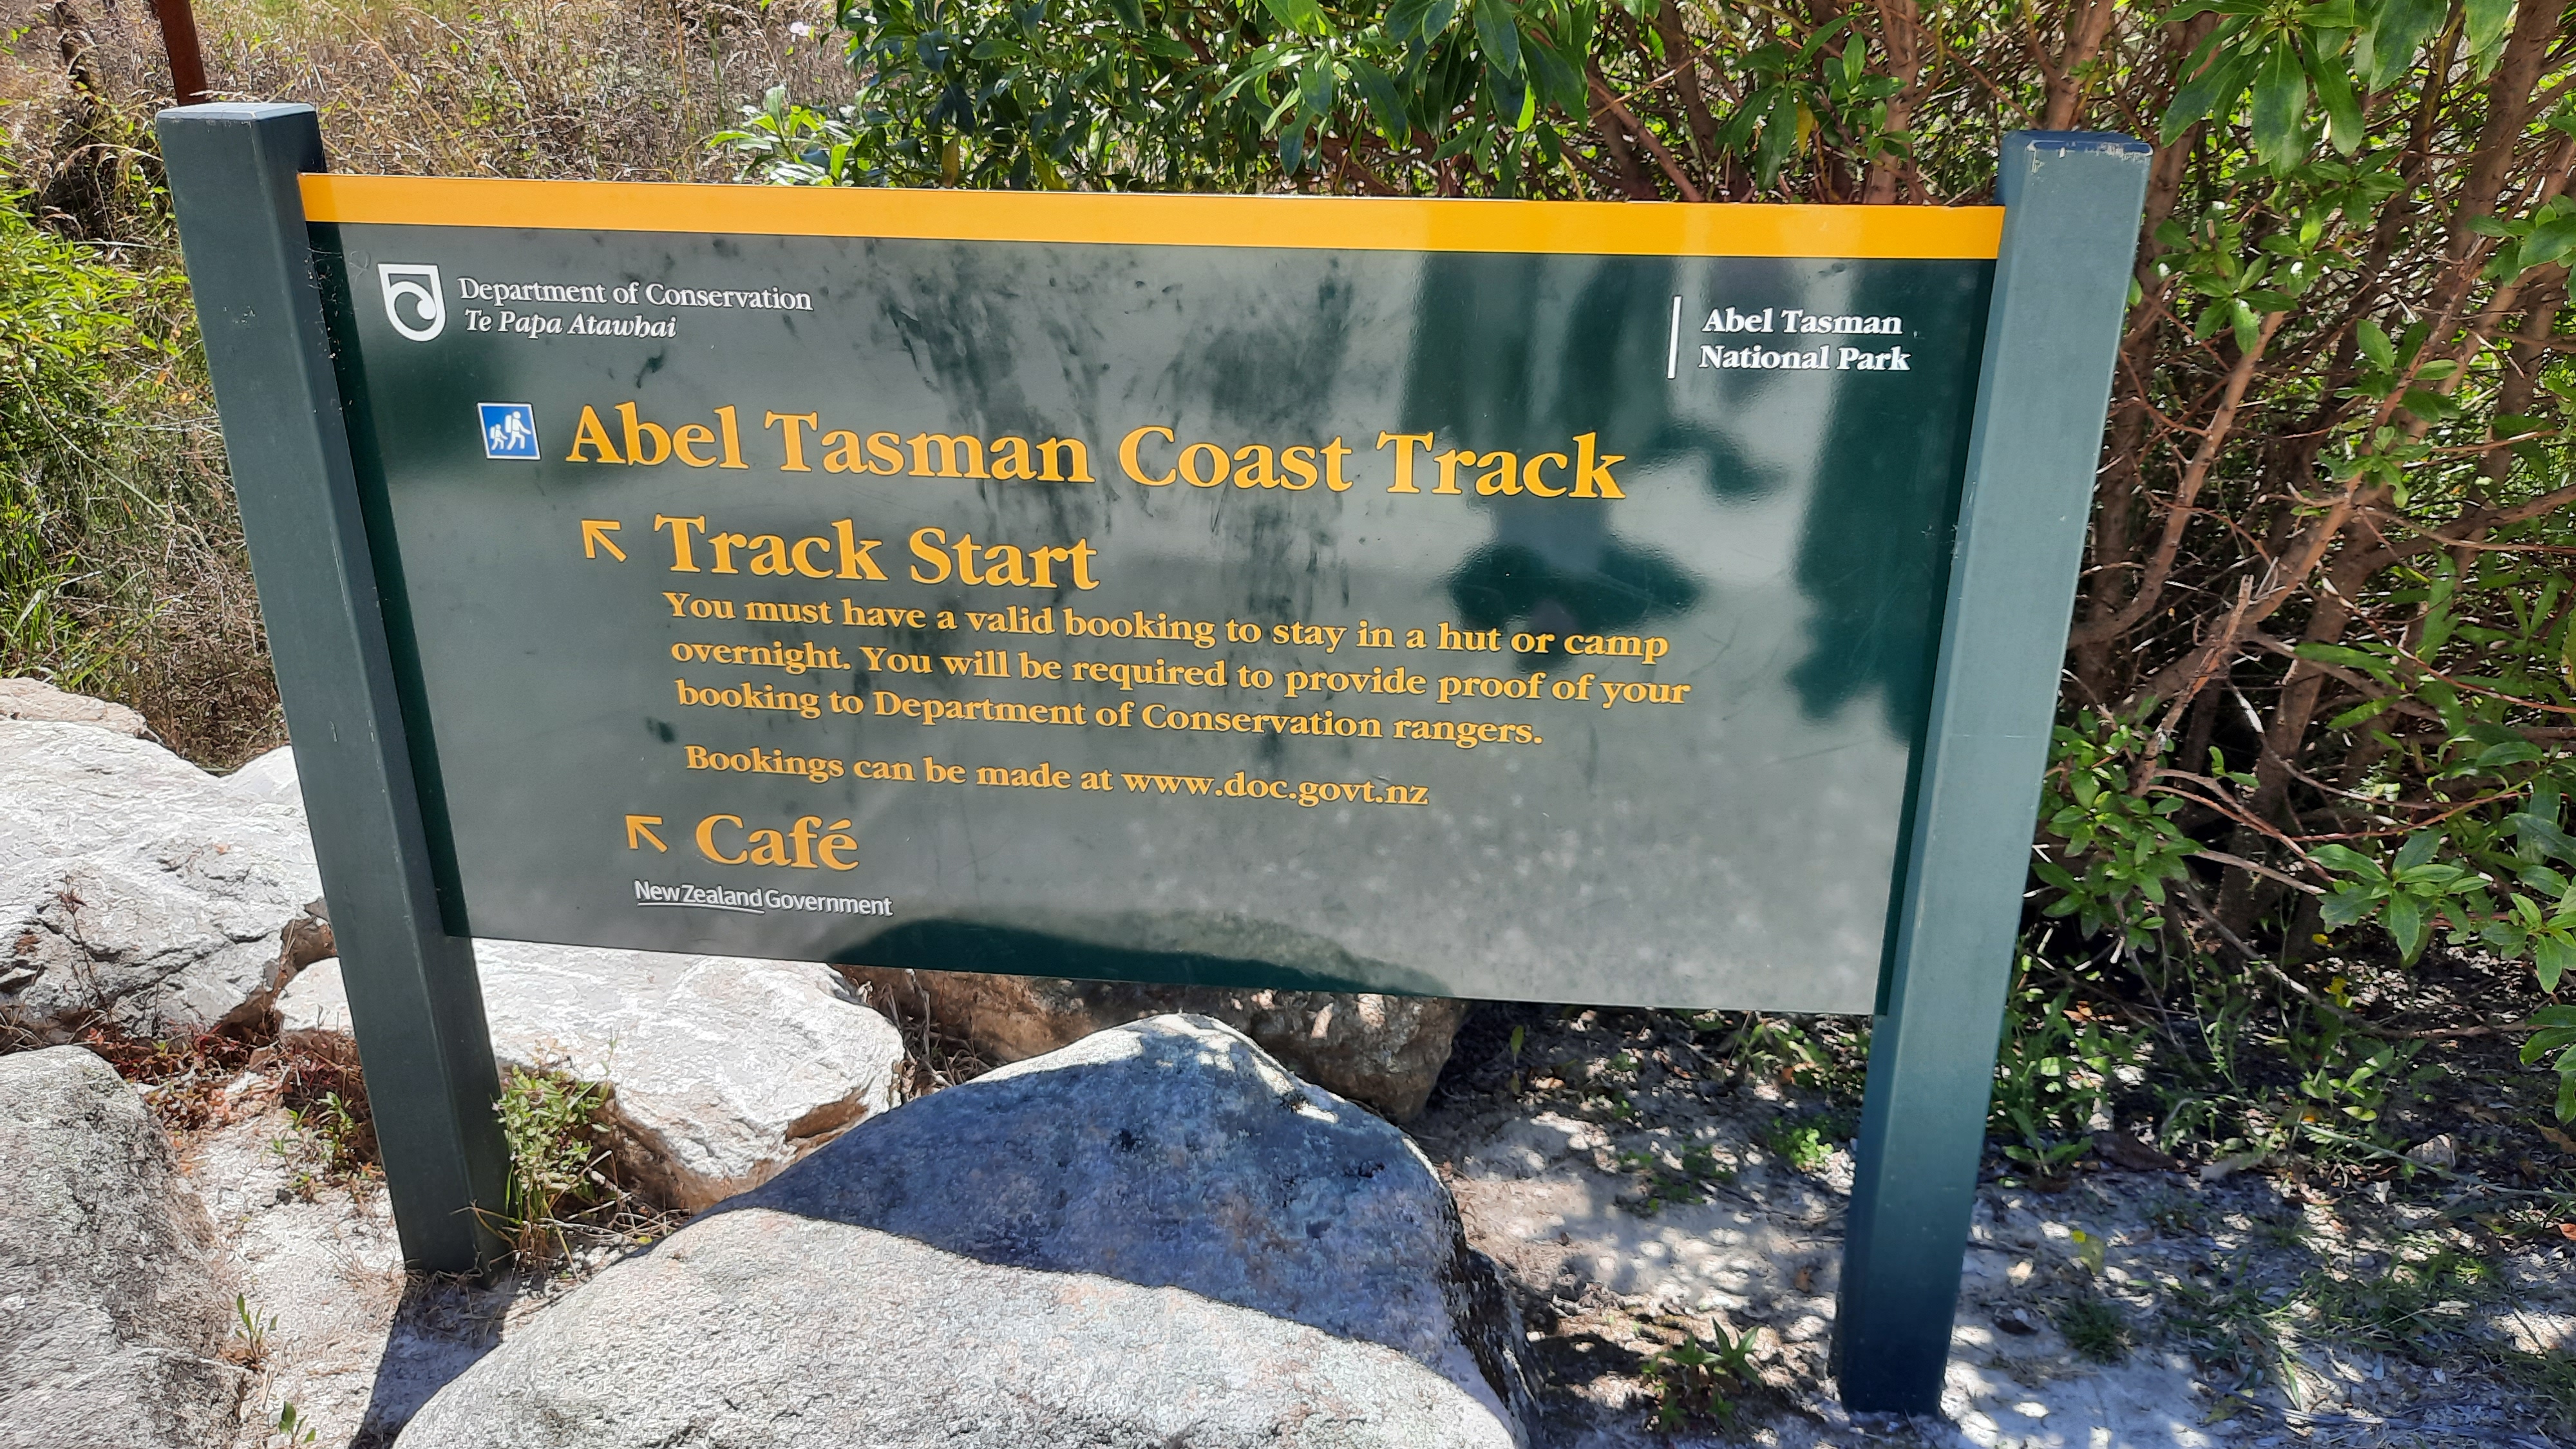 Department of Conservation
Te Papa Atawhai
Abel Tasman
National Park
Abel Tasman Coast Track
Track Start
You must have a valid booking to stay in a hut or camp
overnight. You will be required to provide proof of your
booking to Department of Conservation rangers.
Bookings can be made at www.doc.govt.nz
Café
New Zealand Government